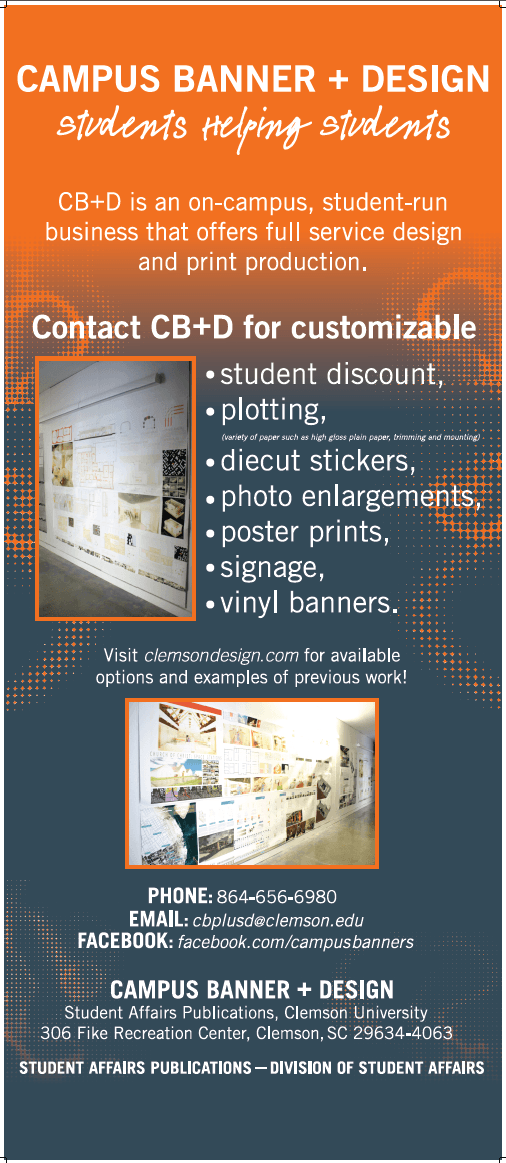 CAMPUS BANNER + DESIGN
Students Helping Students
CB+D is an on-campus, student-run
business that offers full service design
and print production.
Contact CB+D for customizable
• student discount,
• plotting,
(variety of paper such as high gloss plain paper, trimming and mounting)
• diecut stickers,
• photo enlargements,
• poster prints,
• signage,
• vinyl banners.
Visit clemsondesign.com for available
options and examples of previous work!
PHONE: 864-656-6980
EMAIL: cbplusd@clemson.edu
FACEBOOK: facebook.com/campusbanners
CAMPUS BANNER + DESIGN
Student Affairs Publications, Clemson University
306 Fike Recreation Center, Clemson, SC 29634-4063
STUDENT AFFAIRS PUBLICATIONS — DIVISION OF STUDENT AFFAIRS